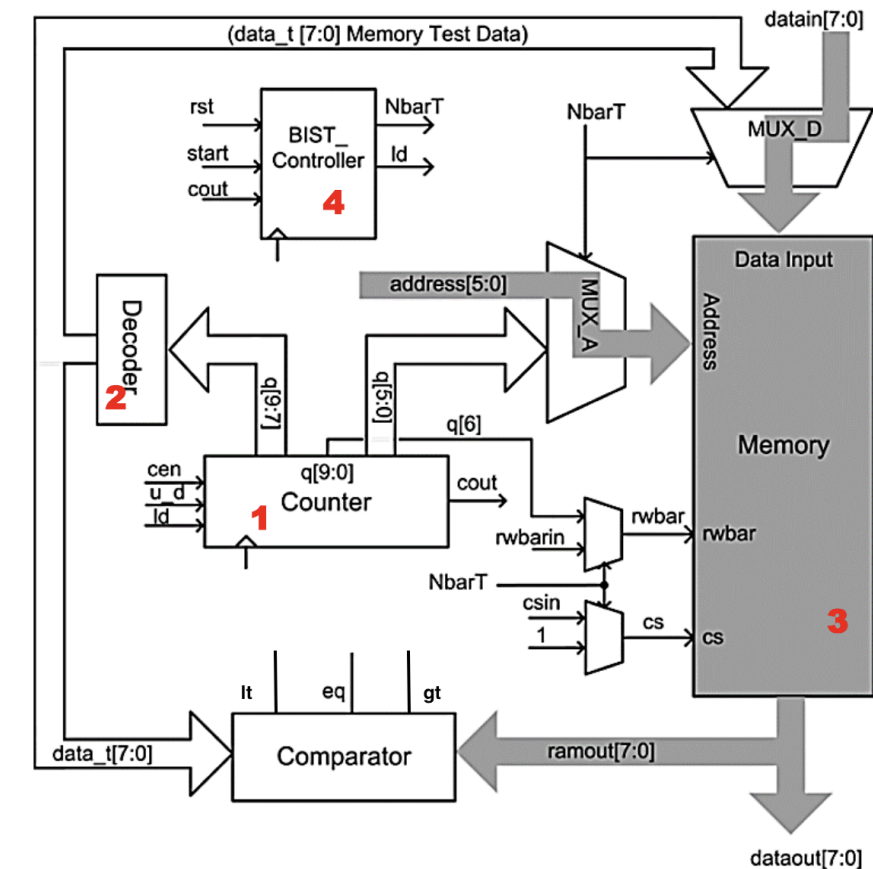 datain[7:0]
(data_t [7:0] Memory Test Data)
rst
NbarT
BIST_
Controller
start
ld
cout
4
NbarT
MUX_D
Data Input
address[5:0]
MUX_A
Address
Decoder
2
q[9:7]
q[5:0]
q[6]
Memory
cen
u_d
ld
q[9:0]
Counter
1
cout
rwbarin
rwbar
rwbar
NbarT
csin
1
cs
cs
3
lt
eq
gt
data_t[7:0]
Comparator
ramout[7:0]
dataout[7:0]